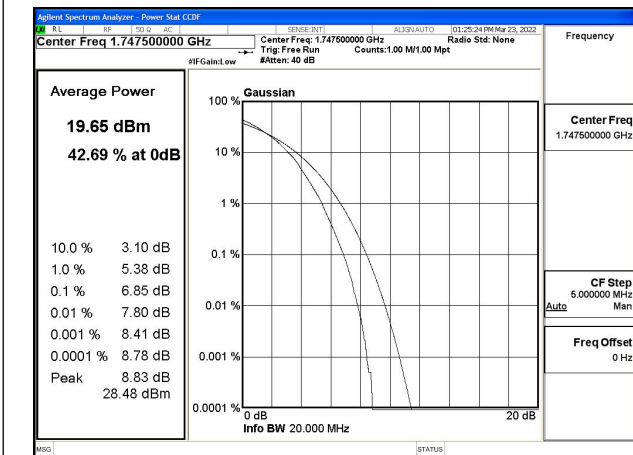 Agilent Spectrum Analyzer - Power Stat CCDF
RL RF 50 Ω AC SENSE:INT ALIGN AUTO 01:25:24 PM Mar 23, 2022
Center Freq 1.747500000 GHz
Center Freq: 1.747500000 GHz Radio Std: None
Trig: Free Run Counts:1.00 M/1.00 Mpt
#IFGain:Low #Atten: 40 dB
Frequency
Average Power
19.65 dBm
42.69 % at 0dB
10.0 % 3.10 dB
1.0 % 5.38 dB
0.1 % 6.85 dB
0.01 % 7.80 dB
0.001 % 8.41 dB
0.0001 % 8.78 dB
Peak 8.83 dB
28.48 dBm
Gaussian
100 %
10 %
1 %
0.1 %
0.01 %
0.001 %
0.0001 %
0 dB 20 dB
Info BW 20.000 MHz
Center Freq
1.747500000 GHz
CF Step
5.000000 MHz
Auto Man
Freq Offset
0 Hz
MSG STATUS